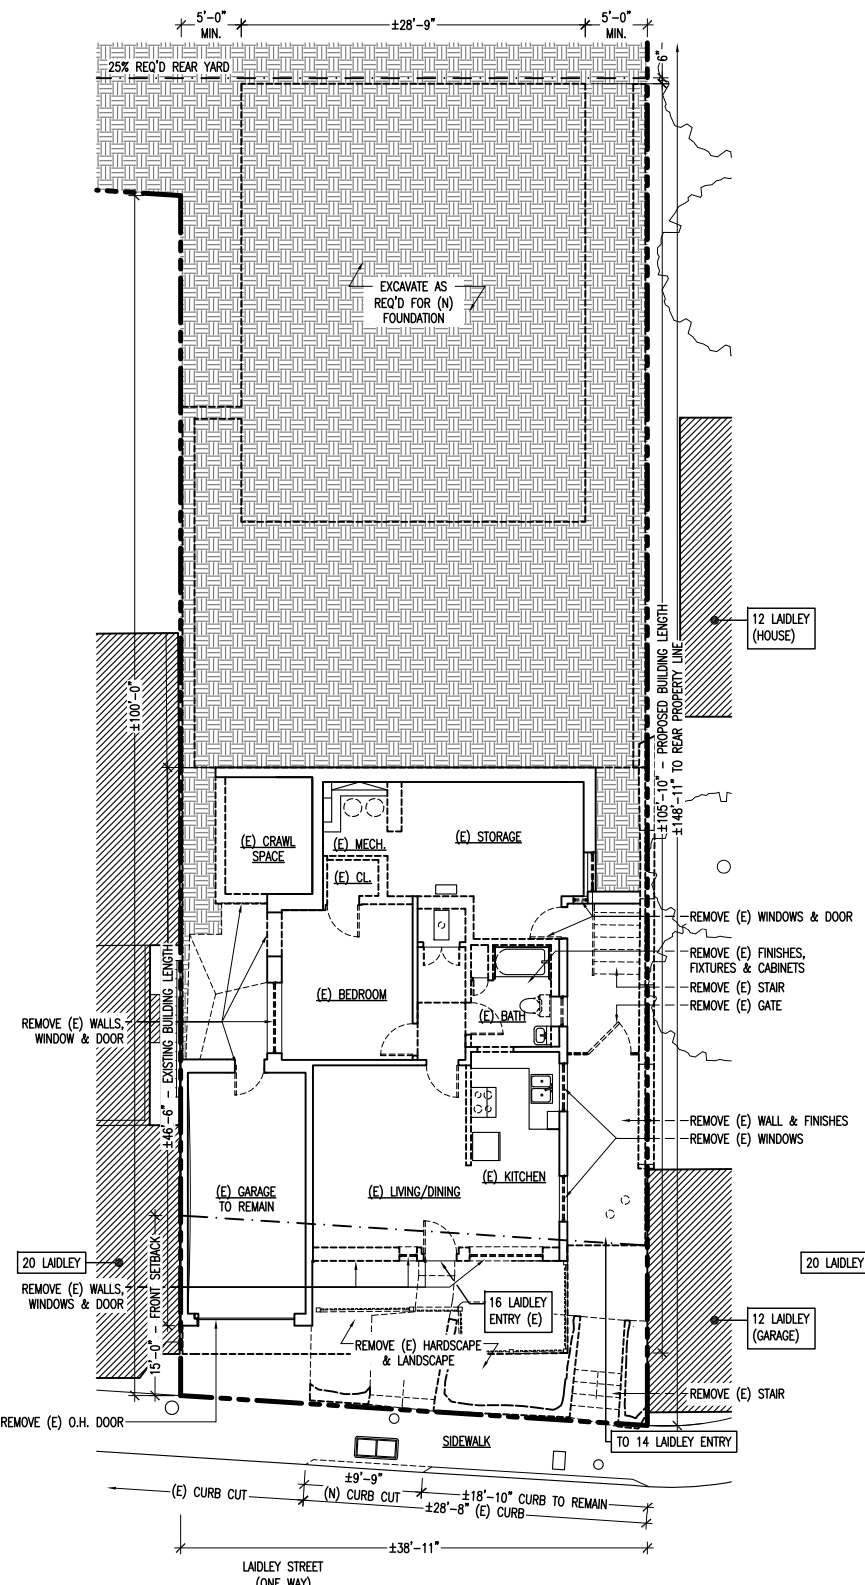 5'-0"
MIN.
±28'-9"
5'-0"
MIN.
6"
25% REQ'D REAR YARD
EXCAVATE AS
REQ'D FOR (N)
FOUNDATION
12 LAIDLEY
(HOUSE)
±105'-10" - PROPOSED BUILDING LENGTH
±148'-11" TO REAR PROPERTY LINE
±100'-0"
(E) CRAWL
SPACE
(E) MECH.
(E) STORAGE
(E) CL.
REMOVE (E) WINDOWS & DOOR
REMOVE (E) FINISHES,
FIXTURES & CABINETS
REMOVE (E) STAIR
REMOVE (E) GATE
(E) BEDROOM
(E) BATH
REMOVE (E) WALLS,
WINDOW & DOOR
±46'-6" - EXISTING BUILDING LENGTH
REMOVE (E) WALL & FINISHES
REMOVE (E) WINDOWS
(E) GARAGE
TO REMAIN
(E) LIVING/DINING
(E) KITCHEN
20 LAIDLEY
20 LAIDLEY
REMOVE (E) WALLS,
WINDOWS & DOOR
15'-0" - FRONT SETBACK
16 LAIDLEY
ENTRY (E)
12 LAIDLEY
(GARAGE)
REMOVE (E) HARDSCAPE
& LANDSCAPE
REMOVE (E) STAIR
REMOVE (E) O.H. DOOR
SIDEWALK
TO 14 LAIDLEY ENTRY
±9'-9"
(E) CURB CUT
(N) CURB CUT
±18'-10" CURB TO REMAIN
±28'-8" (E) CURB
±38'-11"
LAIDLEY STREET
(ONE WAY)